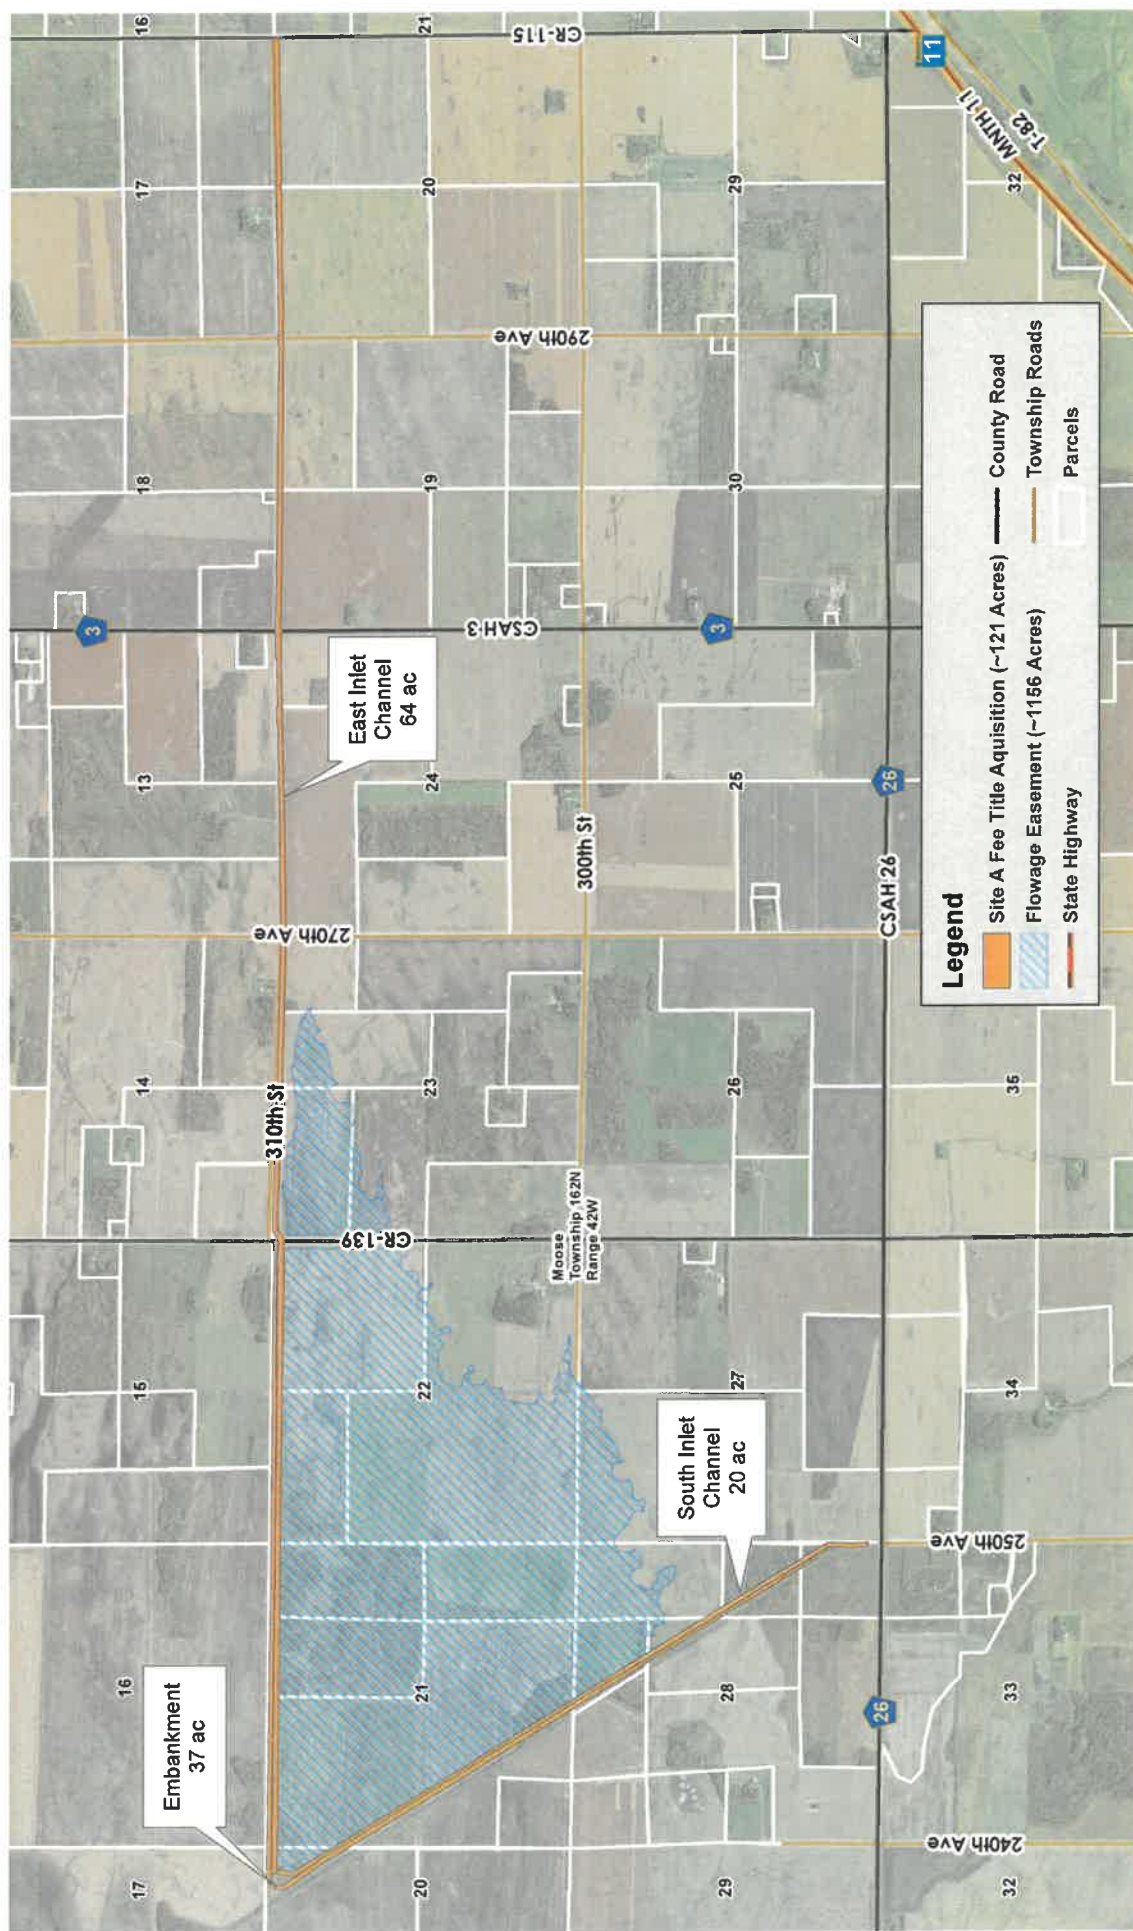 16
15
14
13
18
17
16
17
Embankment
37 ac
310th St
270th Ave
3
East Inlet
Channel
64 ac
CR-139
CSAH 3
290th Ave
CR-115
20
21
22
23
24
19
20
21
Moose
Township 162N
Range 42W
300th St
South Inlet
Channel
20 ac
29
28
27
26
25
3
30
29
240th Ave
26
250th Ave
CSAH 26
26
11
MNTH 11
T-82
32
33
34
35
32
Legend
Site A Fee Title Aquisition (~121 Acres)
Flowage Easement (~1156 Acres)
State Highway
County Road
Township Roads
Parcels